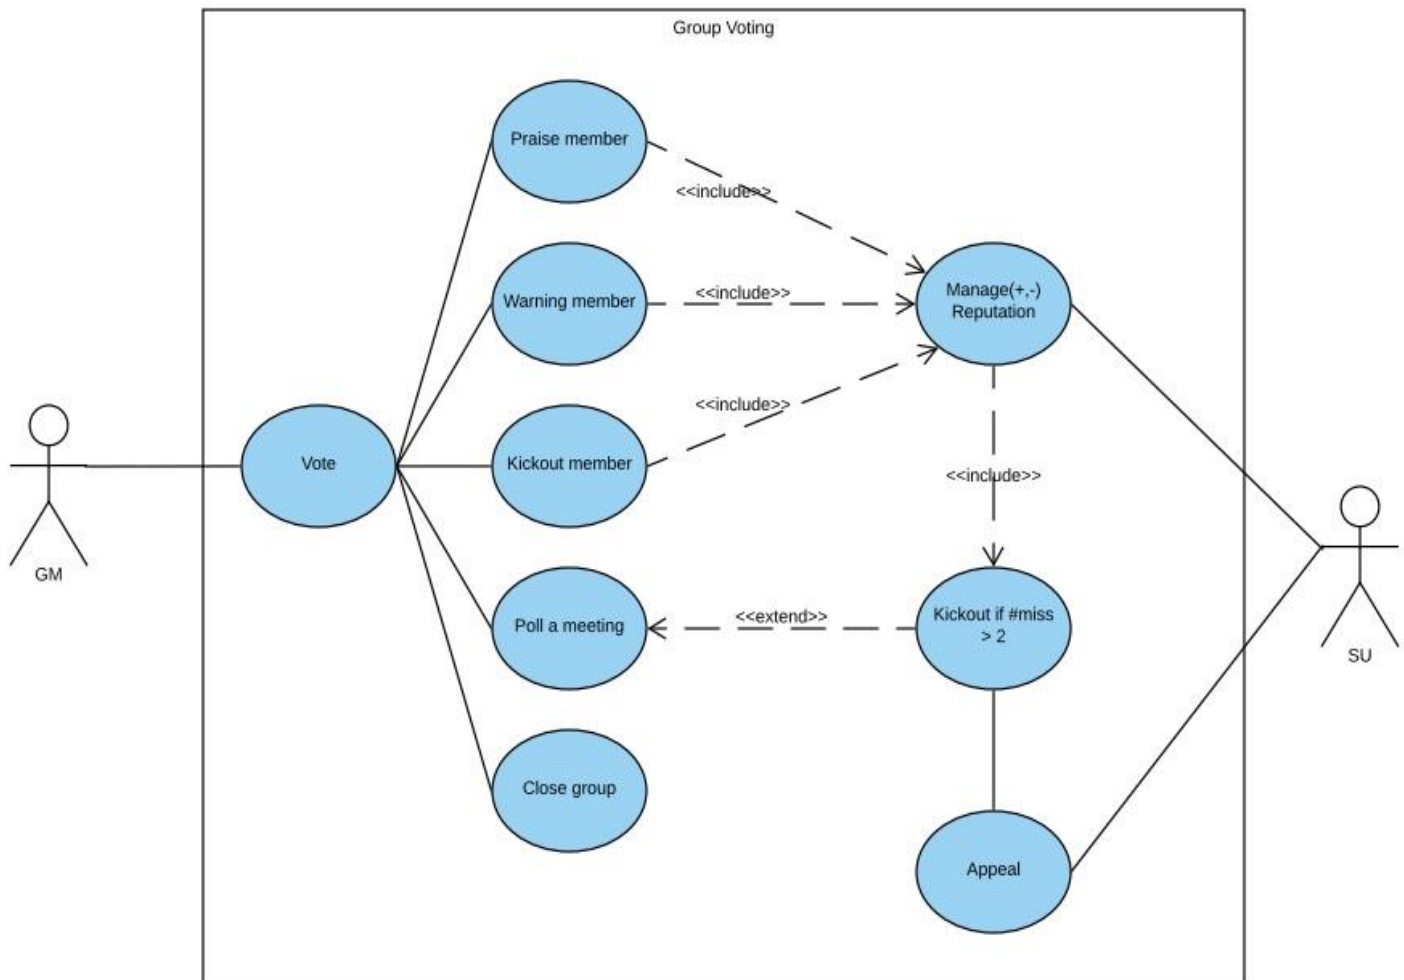 Group Voting
Praise member
<<include>>
Warning member
<<include>>
Manage(+,-)
Reputation
<<include>>
Vote
Kickout member
<<include>>
GM
Poll a meeting
<<extend>>
Kickout if #miss
> 2
SU
Close group
Appeal